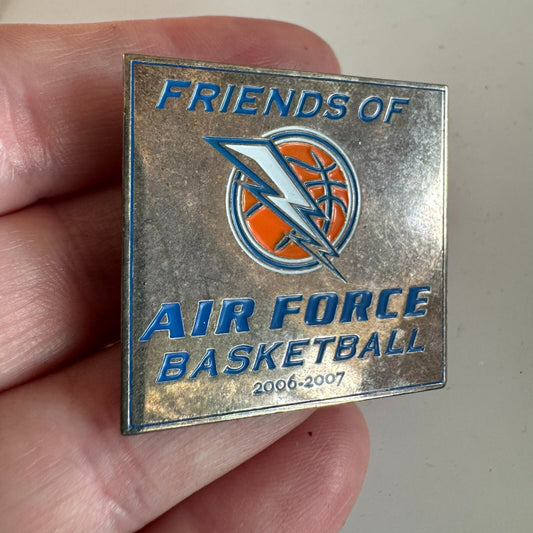 FRIENDS OF
AIR FORCE
BASKETBALL
2006-2007